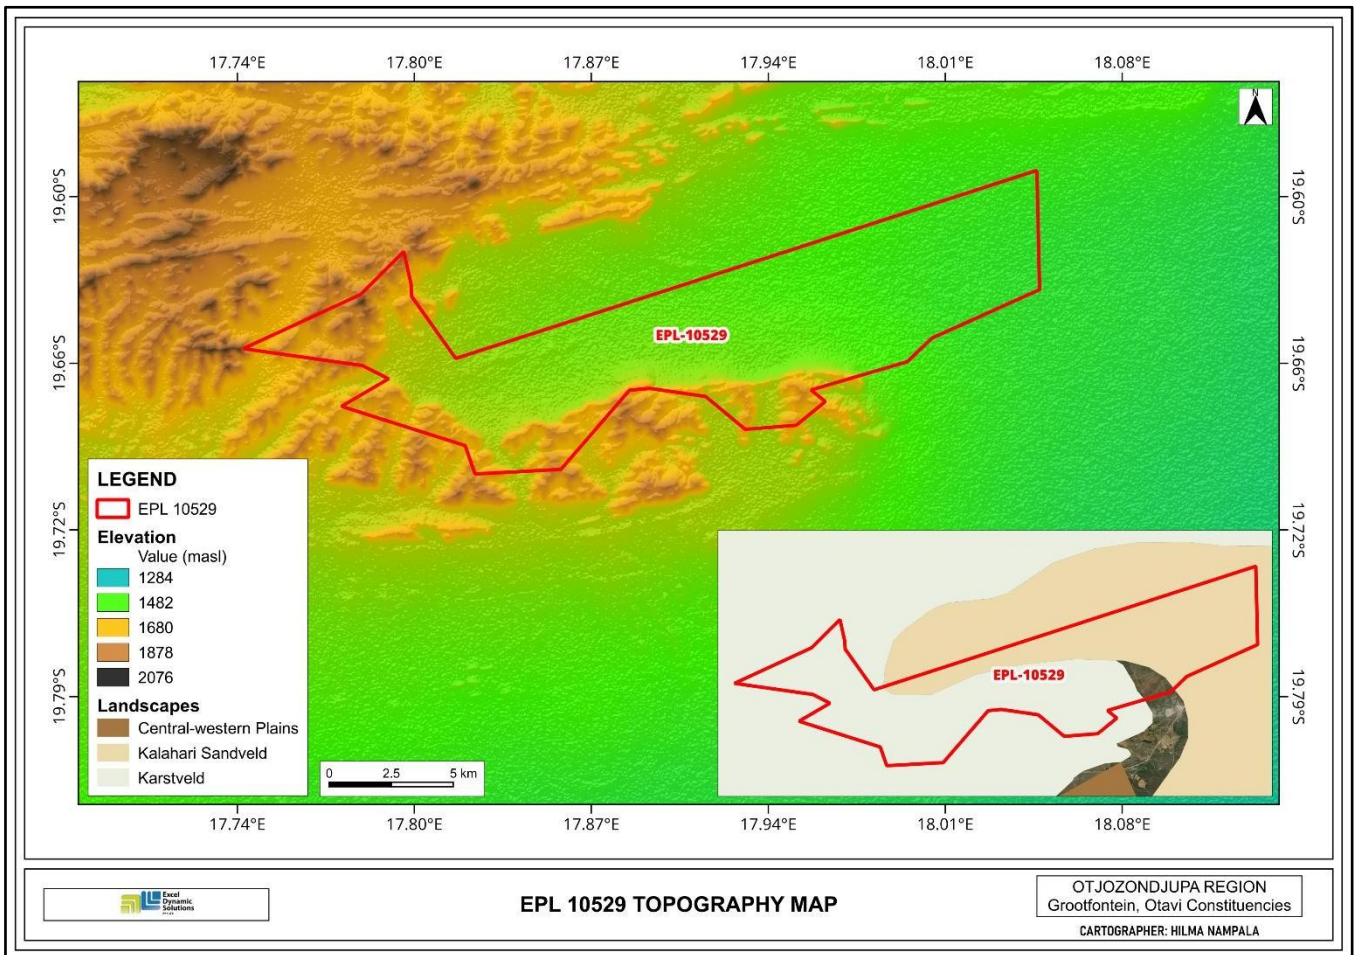 17.74°E 17.80°E 17.87°E 17.94°E 18.01°E 18.08°E
N
19.60°S
19.60°S
EPL-10529
19.66°S
19.66°S
19.72°S
19.72°S
19.79°S
19.79°S
LEGEND
EPL 10529
Elevation
Value (masl)
1284
1482
1680
1878
2076
Landscapes
Central-western Plains
Kalahari Sandveld
Karstveld
0 2.5 5 km
EPL-10529
17.74°E 17.80°E 17.87°E 17.94°E 18.01°E 18.08°E
Excel
Dynamic
Solutions
EPL 10529 TOPOGRAPHY MAP
OTJOZONDJUPA REGION
Grootfontein, Otavi Constituencies
CARTOGRAPHER: HILMA NAMPALA